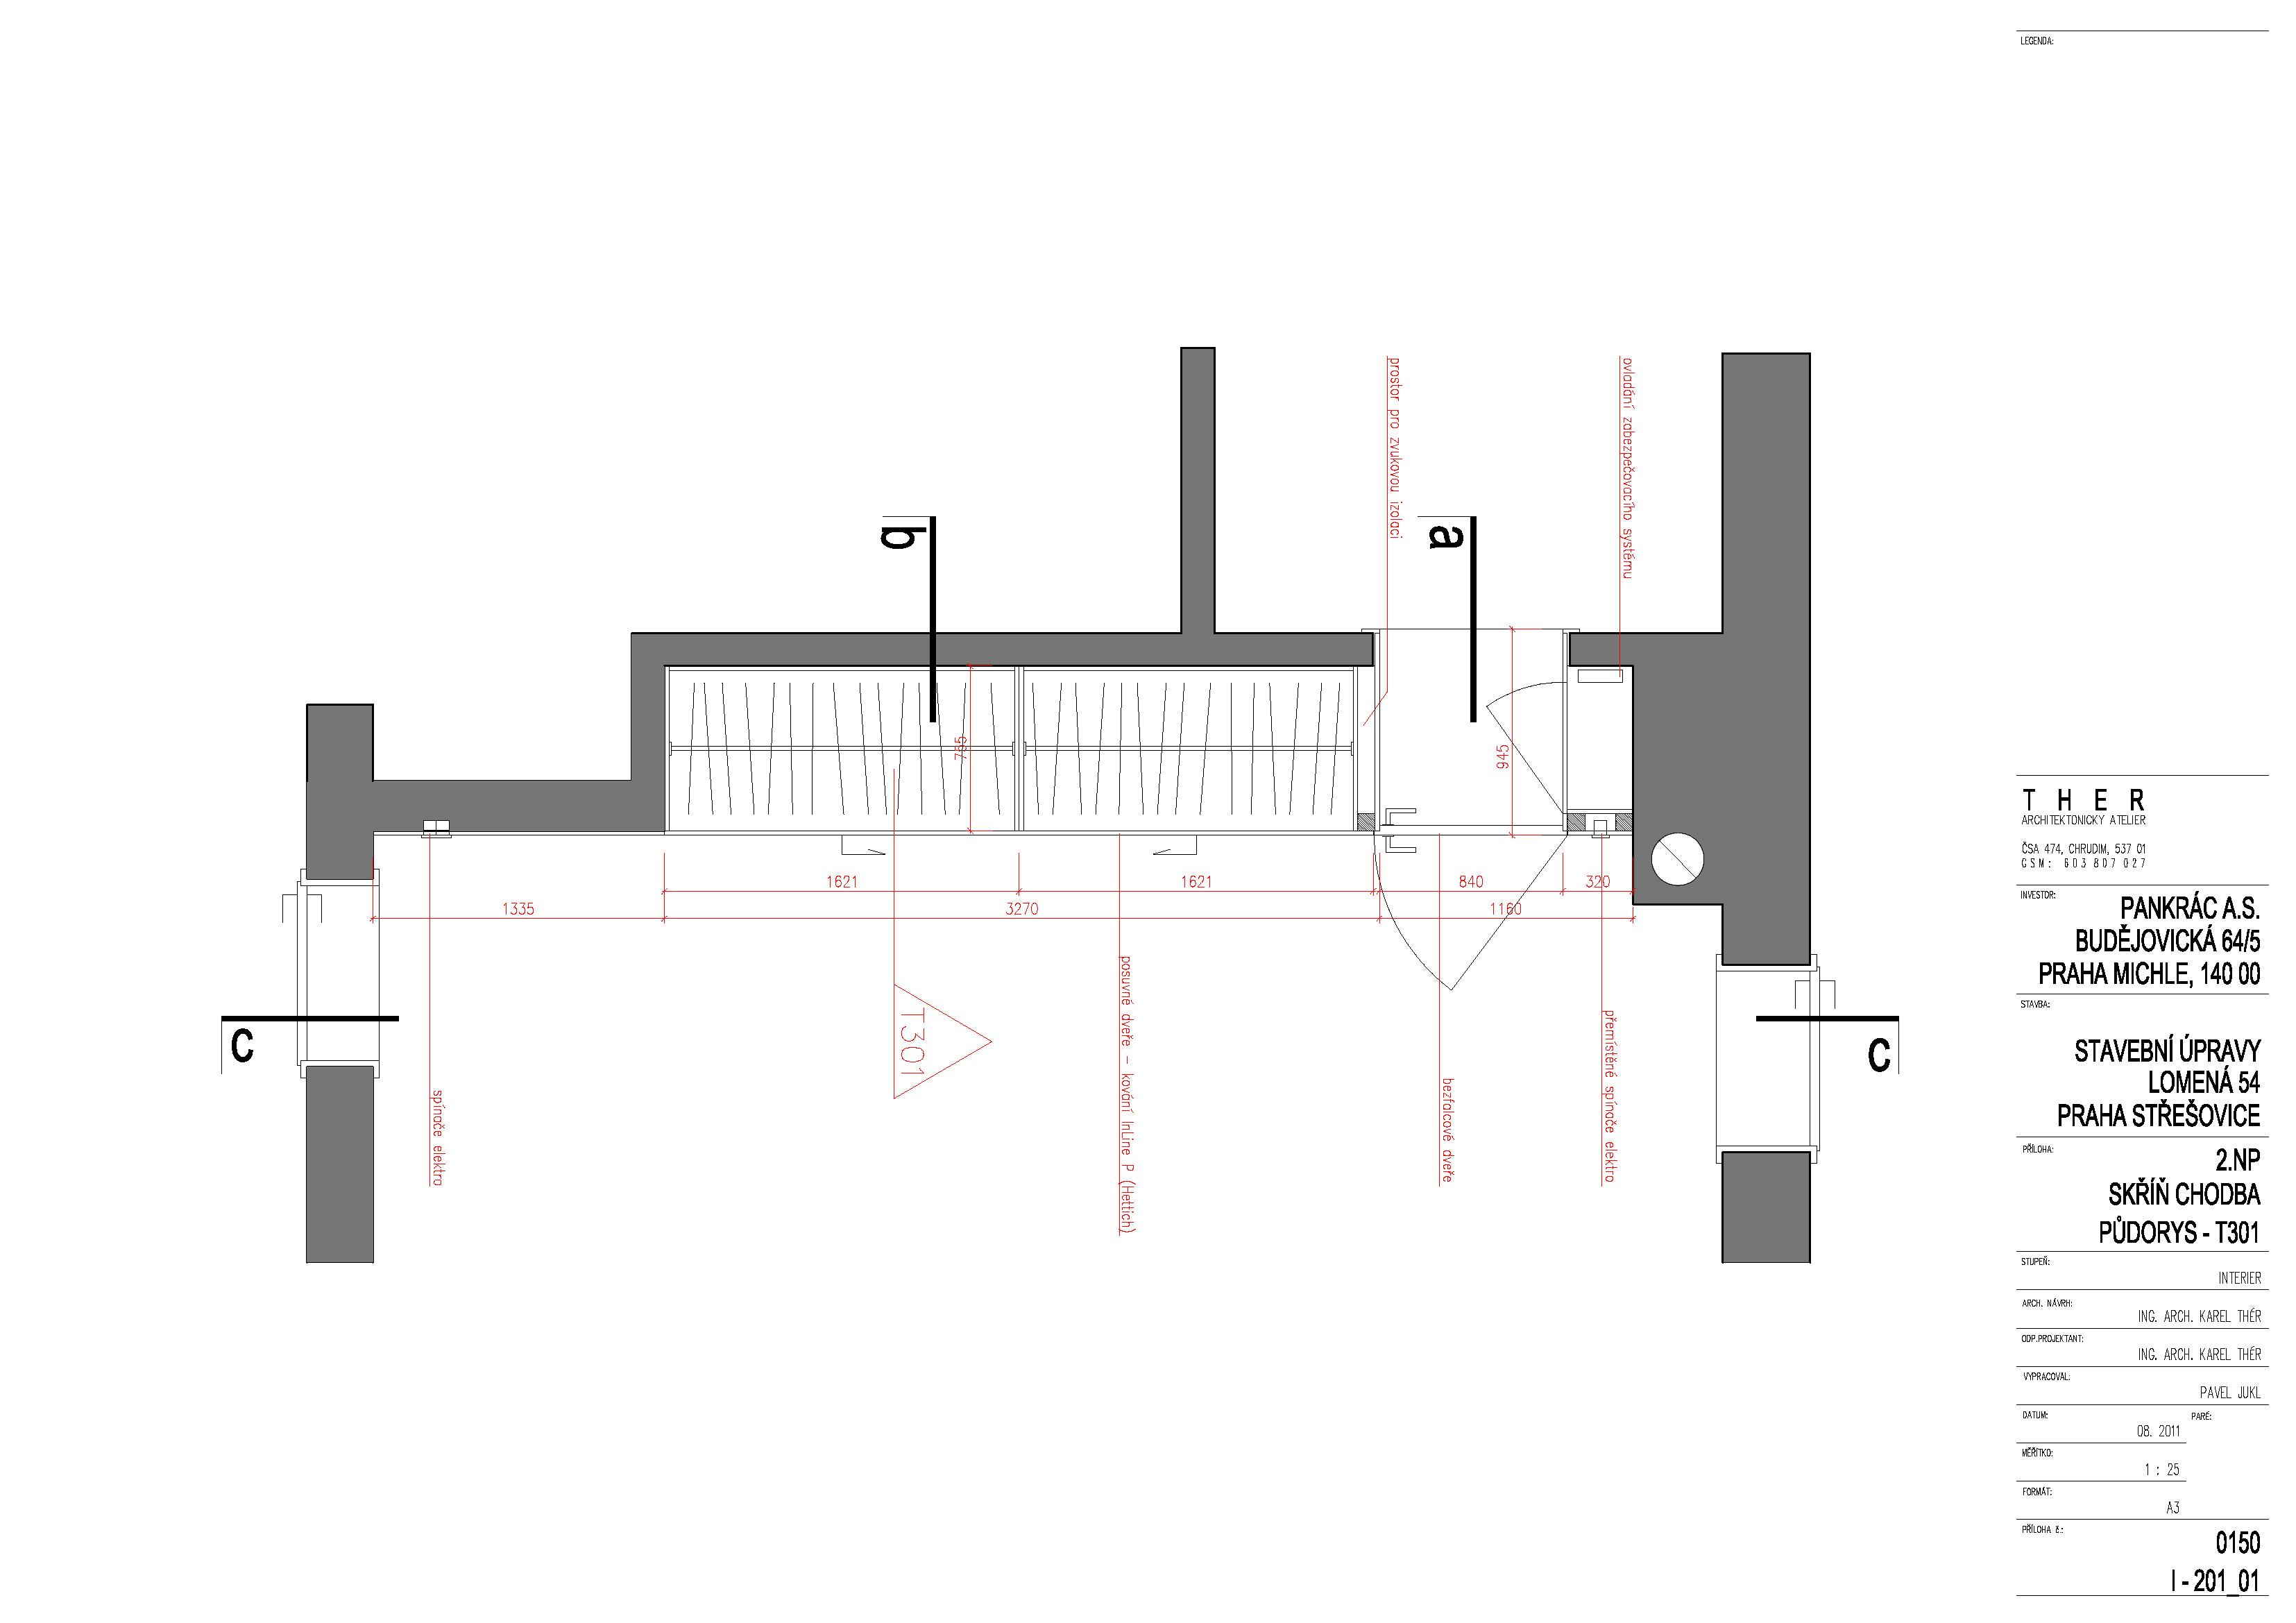 LEGENDA:
prostor pro zvukovou izolaci
ovladání zabezpečovacího systému
b
a
765
945
1621
1621
840
320
1335
3270
1160
T301
C
C
spínače elektro
posuvné dveře - kování InLine P (Hettich)
bezfalcové dveře
přemístěné spínače elektro
T H E R
ARCHITEKTONICKÝ ATELIER
ČSA 474, CHRUDIM, 537 01
GSM: 603 807 027
INVESTOR:
PANKRÁC A.S.
BUDĚJOVICKÁ 64/5
PRAHA MICHLE, 140 00
STAVBA:
STAVEBNÍ ÚPRAVY
LOMENÁ 54
PRAHA STŘEŠOVICE
PŘÍLOHA:
2.NP
SKŘÍŇ CHODBA
PŮDORYS - T301
STUPEŇ:
INTERIER
ARCH. NÁVRH:
ING. ARCH. KAREL THÉR
ODP.PROJEKTANT:
ING. ARCH. KAREL THÉR
VYPRACOVAL:
PAVEL JUKL
DATUM:
PARÉ:
08. 2011
MĚŘÍTKO:
1 : 25
FORMÁT:
A3
PŘÍLOHA č.:
0150
I - 201_01